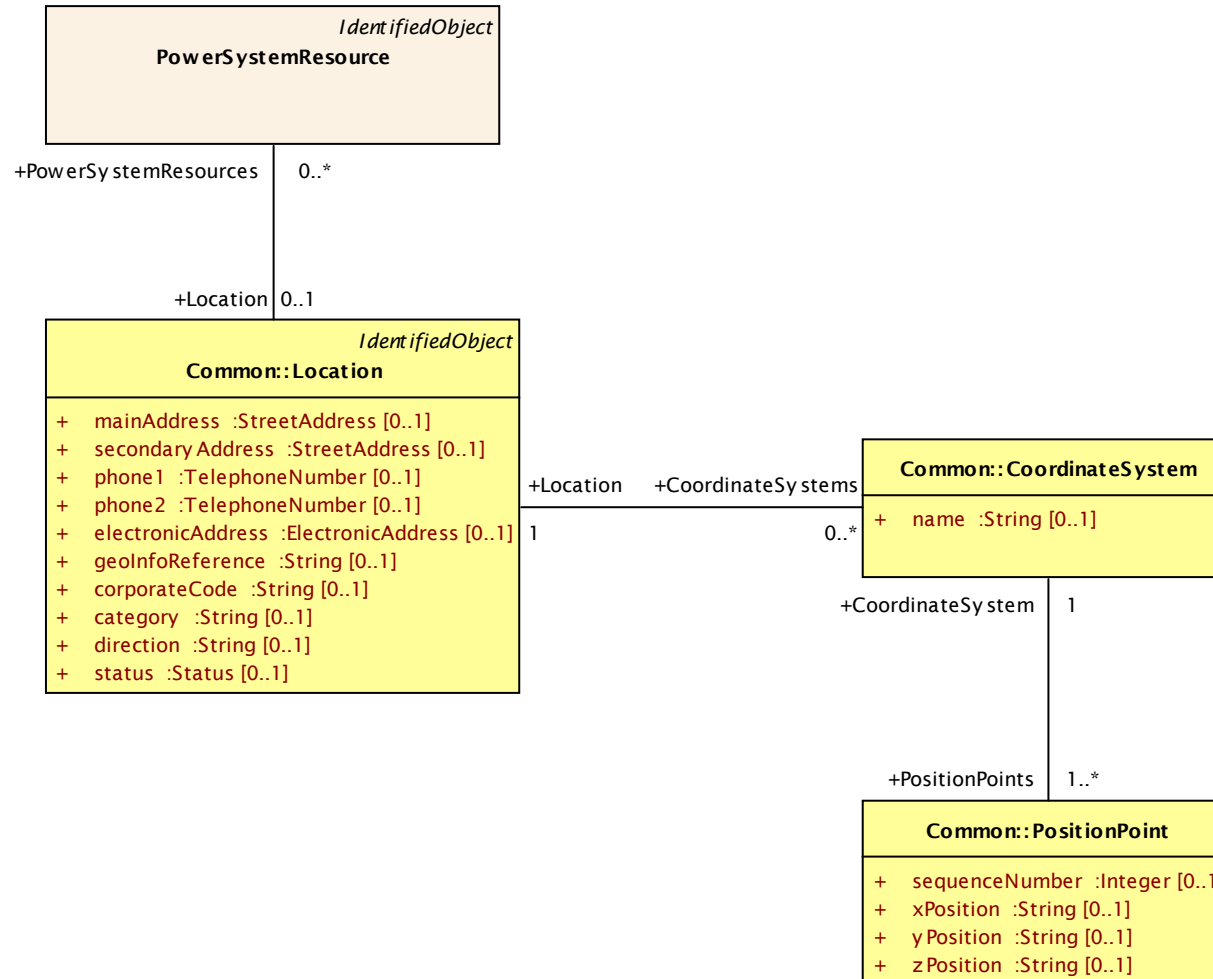 IdentifiedObject
PowerSystemResource
+PowerSystemResources 0..*
+Location 0..1
IdentifiedObject
Common::Location
+ mainAddress :StreetAddress [0..1]
+ secondaryAddress :StreetAddress [0..1]
+ phone1 :TelephoneNumber [0..1]
+ phone2 :TelephoneNumber [0..1]
+ electronicAddress :ElectronicAddress [0..1]
+ geoInfoReference :String [0..1]
+ corporateCode :String [0..1]
+ category :String [0..1]
+ direction :String [0..1]
+ status :Status [0..1]
+Location +CoordinateSystems
1 0..*
Common::CoordinateSystem
+ name :String [0..1]
+CoordinateSystem 1
+PositionPoints 1..*
Common::PositionPoint
+ sequenceNumber :Integer [0..1
+ xPosition :String [0..1]
+ yPosition :String [0..1]
+ zPosition :String [0..1]